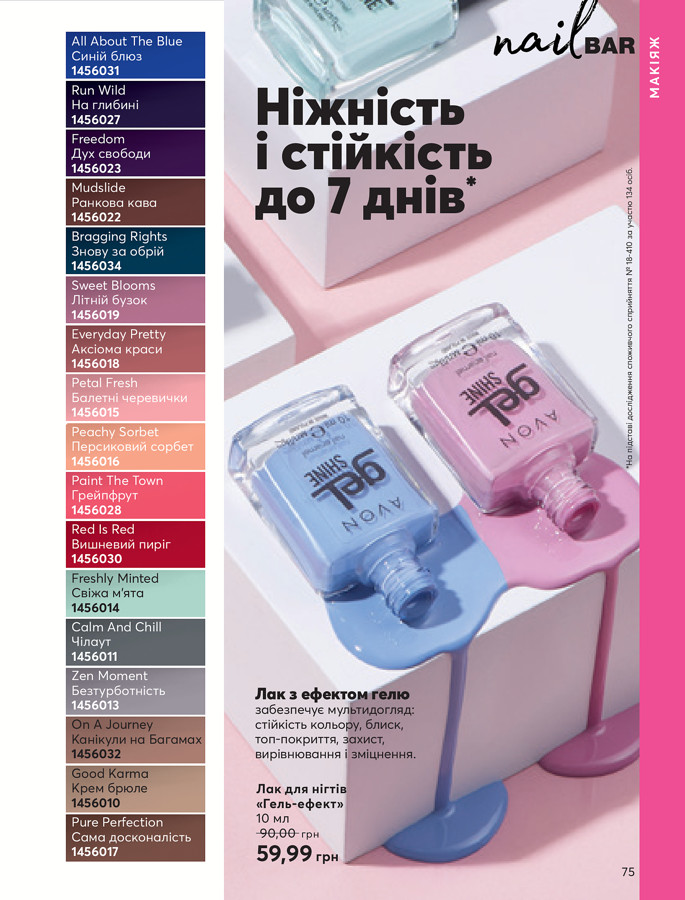 All About The Blue
Синій блюз
1456031
Run Wild
На глибині
1456027
Freedom
Дух свободи
1456023
Mudslide
Ранкова кава
1456022
Bragging Rights
Знову за обрій
1456034
Sweet Blooms
Літній бузок
1456019
Everyday Pretty
Аксіома краси
1456018
Petal Fresh
Балетні черевички
1456015
Peachy Sorbet
Персиковий сорбет
1456016
Paint The Town
Грейпфрут
1456028
Red Is Red
Вишневий пиріг
1456030
Freshly Minted
Свіжа м'ята
1456014
Calm And Chill
Чілаут
1456011
Zen Moment
Безтурботність
1456013
On A Journey
Канікули на Багамах
1456032
Good Karma
Крем брюле
1456010
Pure Perfection
Сама досконалість
1456017
nail BAR
МАКІЯЖ
Ніжність
і стійкість
до 7 днів*
*На підставі дослідження споживчого сприйняття № 18-410 за участю 134 осіб.
AVON
gel
SHINE
nail enamel
AVON
gel
SHINE
nail enamel
Лак з ефектом гелю
забезпечує мультидогляд:
стійкість кольору, блиск,
топ-покриття, захист,
вирівнювання і зміцнення.
Лак для нігтів
«Гель-ефект»
10 мл
90,00 грн
59,99 грн
75